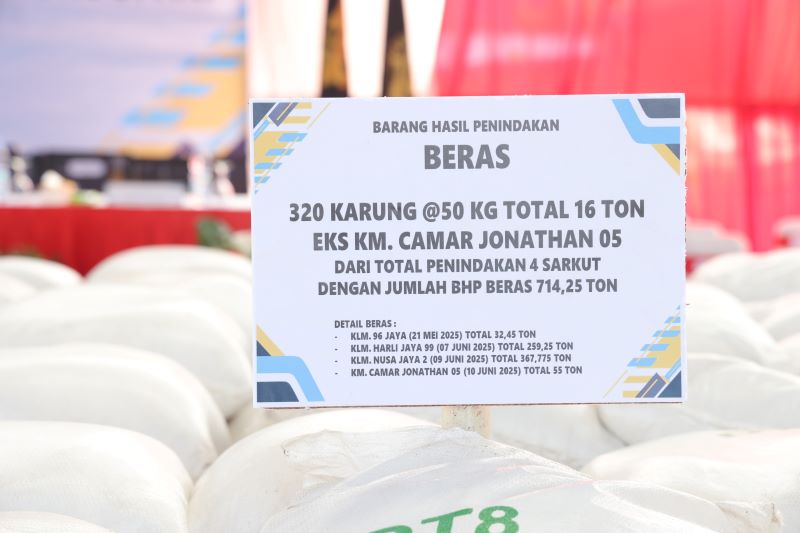 BARANG HASIL PENINDAKAN
BERAS
320 KARUNG @50 KG TOTAL 16 TON
EKS KM. CAMAR JONATHAN 05
DARI TOTAL PENINDAKAN 4 SARKUT
DENGAN JUMLAH BHP BERAS 714,25 TON
DETAIL BERAS :
- KLM. 96 JAYA (21 MEI 2025) TOTAL 32,45 TON
- KLM. HARLI JAYA 99 (07 JUNI 2025) TOTAL 259,25 TON
- KLM. NUSA JAYA 2 (09 JUNI 2025) TOTAL 367,775 TON
- KM. CAMAR JONATHAN 05 (10 JUNI 2025) TOTAL 55 TON